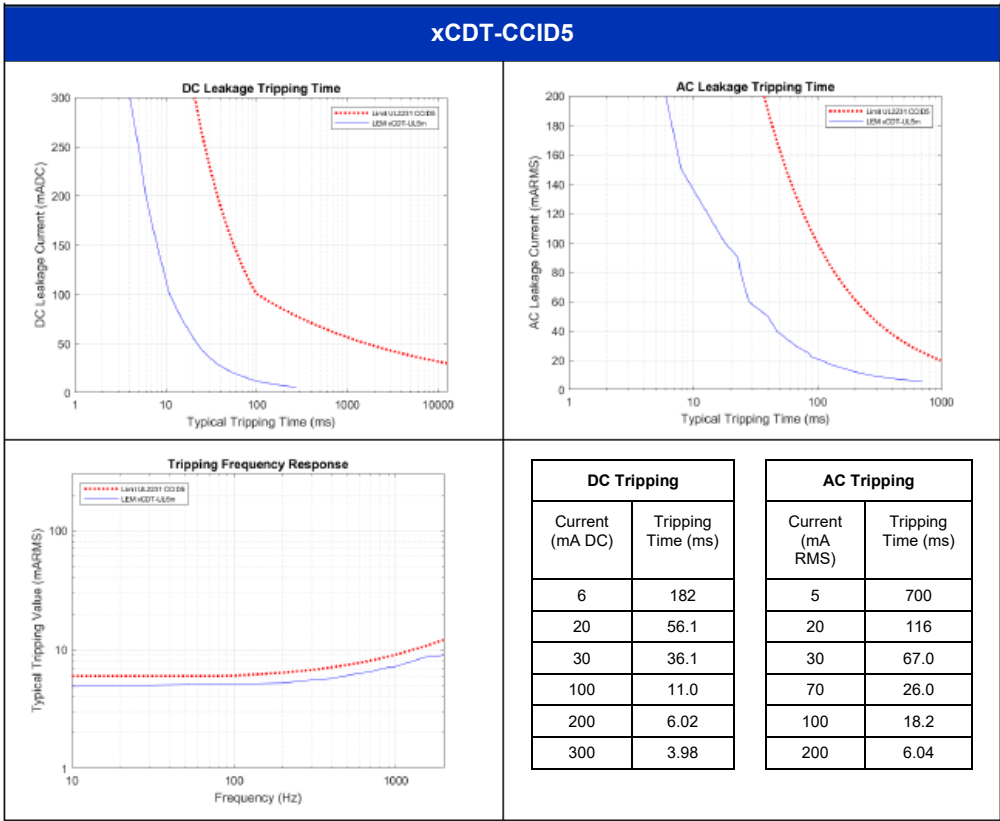 xCDT-CCID5
DC Leakage Tripping Time
300
250
200
150
100
50
0
DC Leakage Current (mADC)
Limit UL2231 CCID5
LEM xCDT-UL5m
1
10
100
1000
10000
Typical Tripping Time (ms)
AC Leakage Tripping Time
200
180
160
140
120
100
80
60
40
20
0
AC Leakage Current (mARMS)
Limit UL2231 CCID5
LEM xCDT-UL5m
1
10
100
1000
Typical Tripping Time (ms)
Tripping Frequency Response
Limit UL2231 CCID5
LEM xCDT-UL5m
100
10
1
Typical Tripping Value (mARMS)
10
100
1000
Frequency (Hz)
DC Tripping
Current Tripping
(mA DC) Time (ms)
6 182
20 56.1
30 36.1
100 11.0
200 6.02
300 3.98
AC Tripping
Current Tripping
(mA Time (ms)
RMS)
5 700
20 116
30 67.0
70 26.0
100 18.2
200 6.04